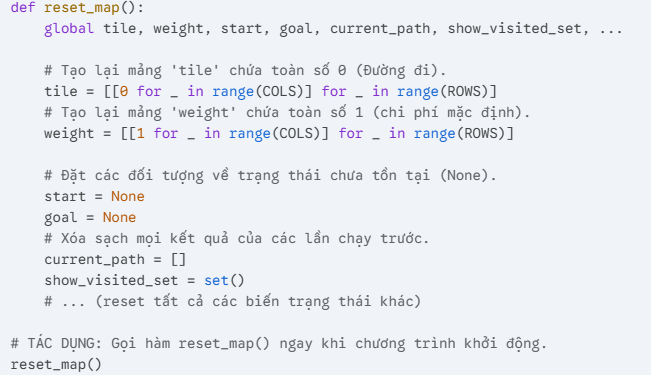 def reset_map():
    global tile, weight, start, goal, current_path, show_visited_set, ...
    # Tạo lại mảng 'tile' chứa toàn số 0 (Đường đi).
    tile = [[0 for _ in range(COLS)] for _ in range(ROWS)]
    # Tạo lại mảng 'weight' chứa toàn số 1 (chi phí mặc định).
    weight = [[1 for _ in range(COLS)] for _ in range(ROWS)]
    # Đặt các đối tượng về trạng thái chưa tồn tại (None).
    start = None
    goal = None
    # Xóa sạch mọi kết quả của các lần chạy trước.
    current_path = []
    show_visited_set = set()
    # ... (reset tất cả các biến trạng thái khác)
# TÁC DỤNG: Gọi hàm reset_map() ngay khi chương trình khởi động.
reset_map()